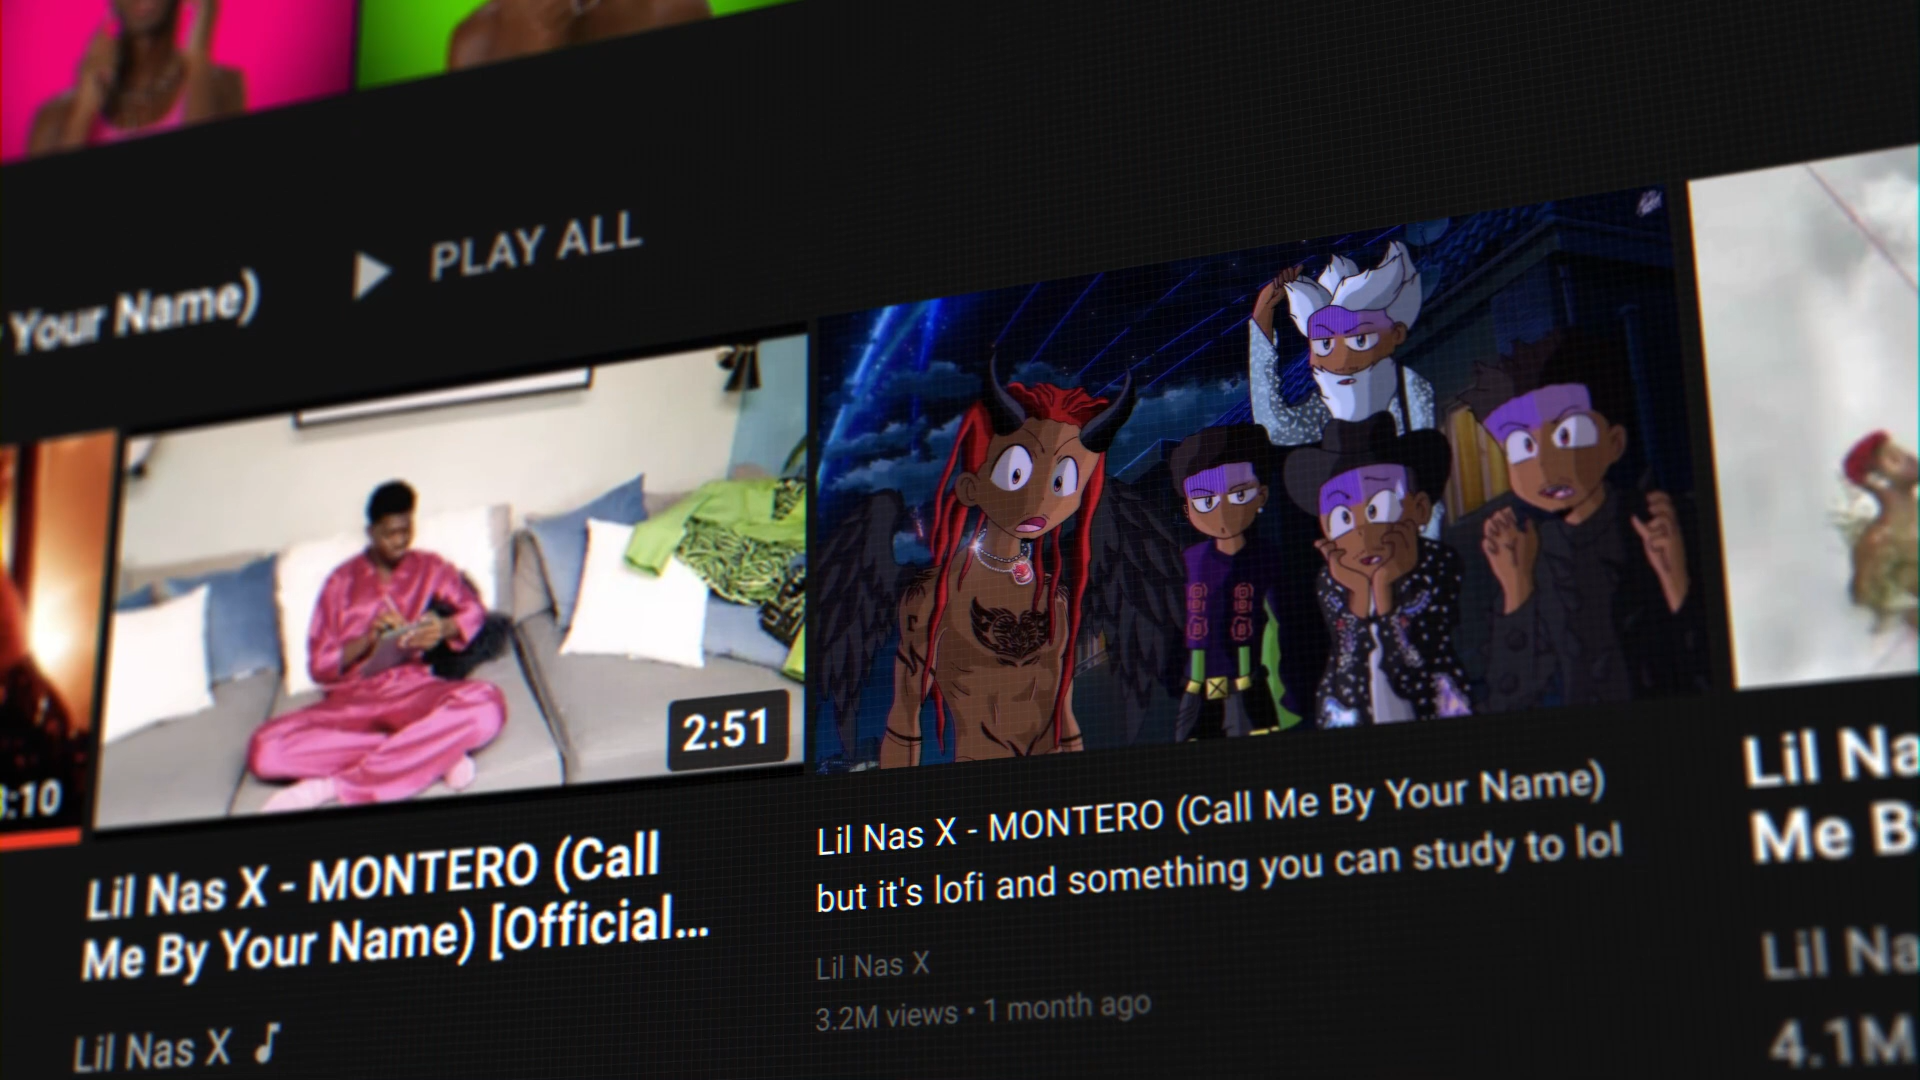 Your Name)
PLAY ALL
3:10
2:51
Lil Nas X - MONTERO (Call
Me By Your Name) [Official...
Lil Nas X
Lil Nas X - MONTERO (Call Me By Your Name)
but it's lofi and something you can study to lol
Lil Nas X
3.2M views • 1 month ago
Lil Na
Me B
Lil Na
4.1M